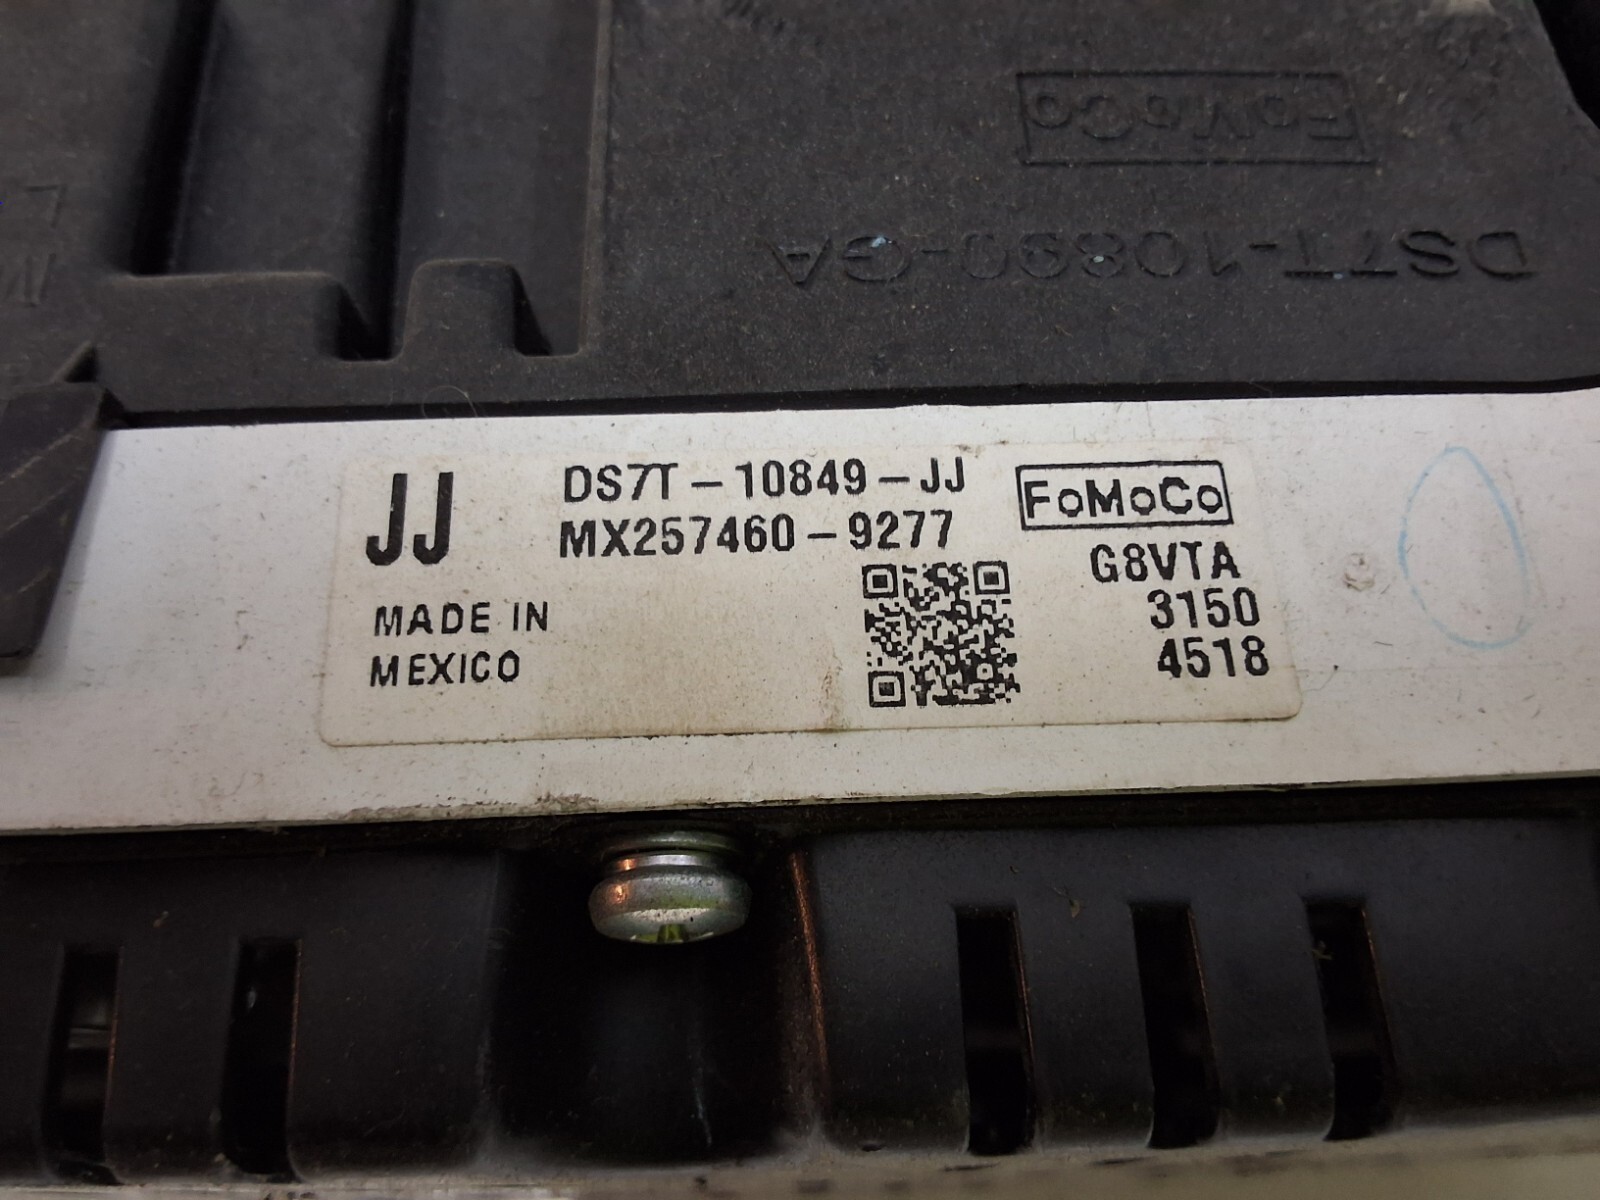 FoMoCo
DS7T-10890-GA
JJ
DS7T-10849-JJ
MX257460-9277
FoMoCo
G8VTA
3150
4518
MADE IN
MEXICO